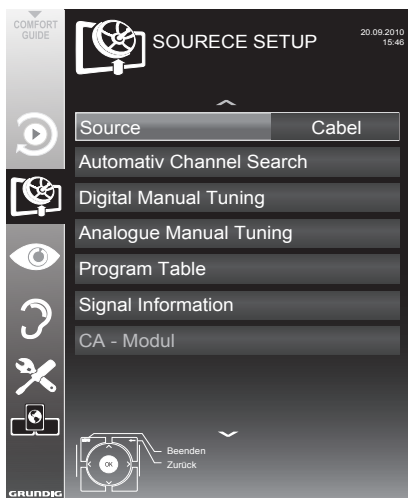 COMFORT
GUIDE
SOURECE SETUP
20.09.2010
15:46
Source Cabel
Automativ Channel Search
Digital Manual Tuning
Analogue Manual Tuning
Program Table
Signal Information
CA - Modul
Beenden
Zurück
OK
GRUNDIG